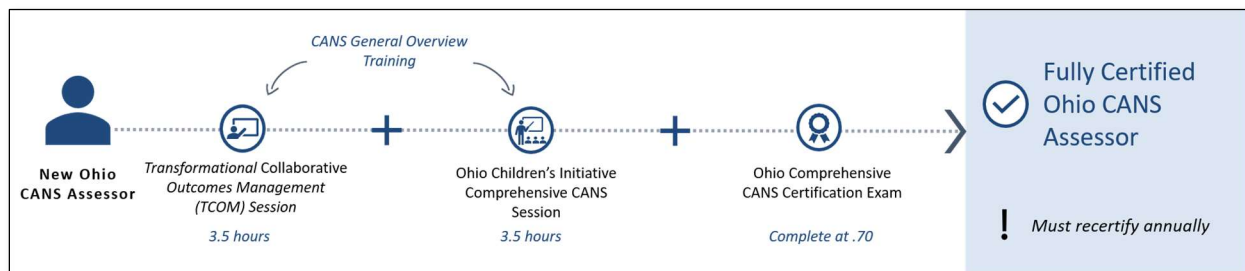 CANS General Overview
Training
New Ohio
CANS Assessor
Transformational Collaborative
Outcomes Management
(TCOM) Session
3.5 hours
+
Ohio Children's Initiative
Comprehensive CANS
Session
3.5 hours
+
Ohio Comprehensive
CANS Certification Exam
Complete at .70
Fully Certified
Ohio CANS
Assessor
! Must recertify annually